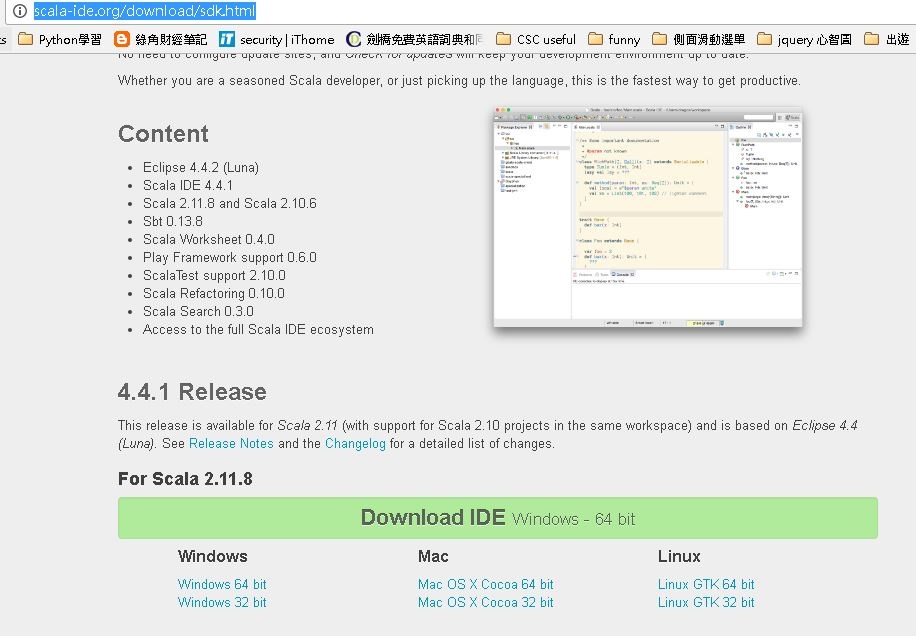 scala-ide.org/download/sdk.html
Python學習
綠角財經筆記
security | iThome
劍橋免費英語詞典和
CSC useful
funny
側面滑動選單
jquery 心智圖
出遊
No need to configure update sites, and Check for updates will keep your development environment up to date.
Whether you are a seasoned Scala developer, or just picking up the language, this is the fastest way to get productive.
Content
Eclipse 4.4.2 (Luna)
Scala IDE 4.4.1
Scala 2.11.8 and Scala 2.10.6
Sbt 0.13.8
Scala Worksheet 0.4.0
Play Framework support 0.6.0
ScalaTest support 2.10.0
Scala Refactoring 0.10.0
Scala Search 0.3.0
Access to the full Scala IDE ecosystem
4.4.1 Release
This release is available for Scala 2.11 (with support for Scala 2.10 projects in the same workspace) and is based on Eclipse 4.4
(Luna). See Release Notes and the Changelog for a detailed list of changes.
For Scala 2.11.8
Download IDE Windows - 64 bit
Windows Mac Linux
Windows 64 bit Mac OS X Cocoa 64 bit Linux GTK 64 bit
Windows 32 bit Mac OS X Cocoa 32 bit Linux GTK 32 bit